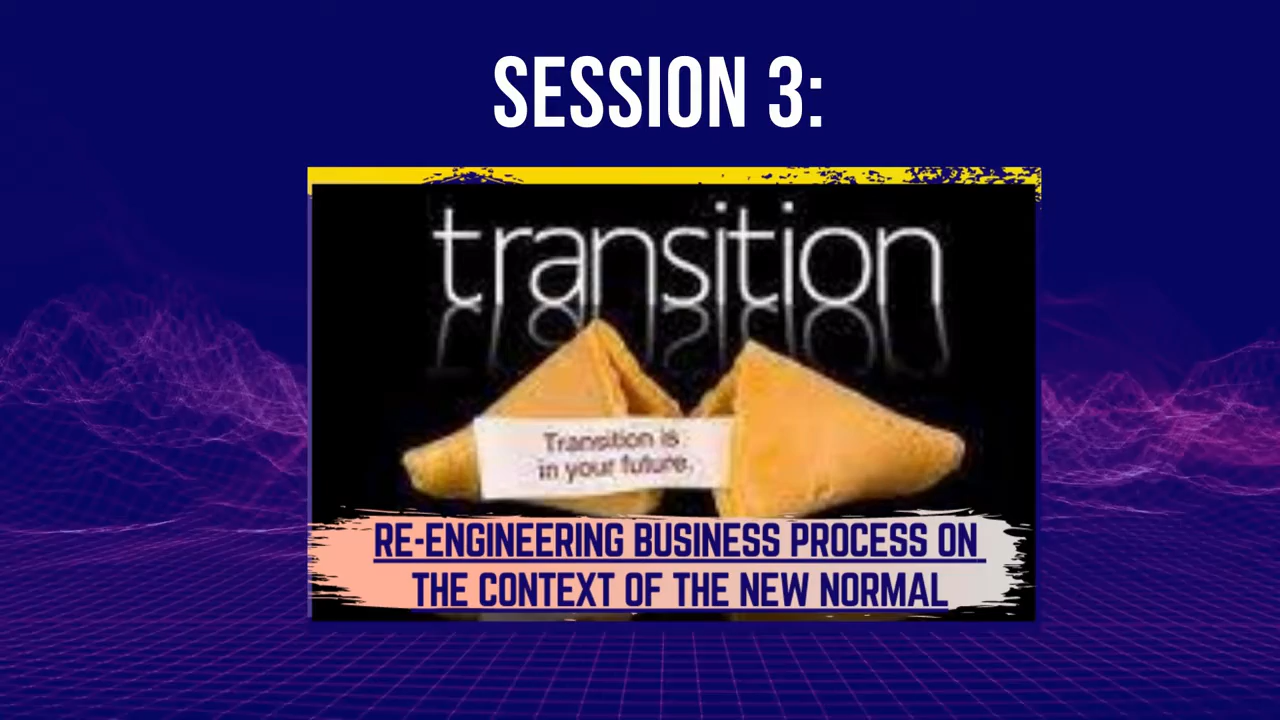 SESSION 3:
transition
Transition is
in your future.
RE-ENGINEERING BUSINESS PROCESS ON
THE CONTEXT OF THE NEW NORMAL